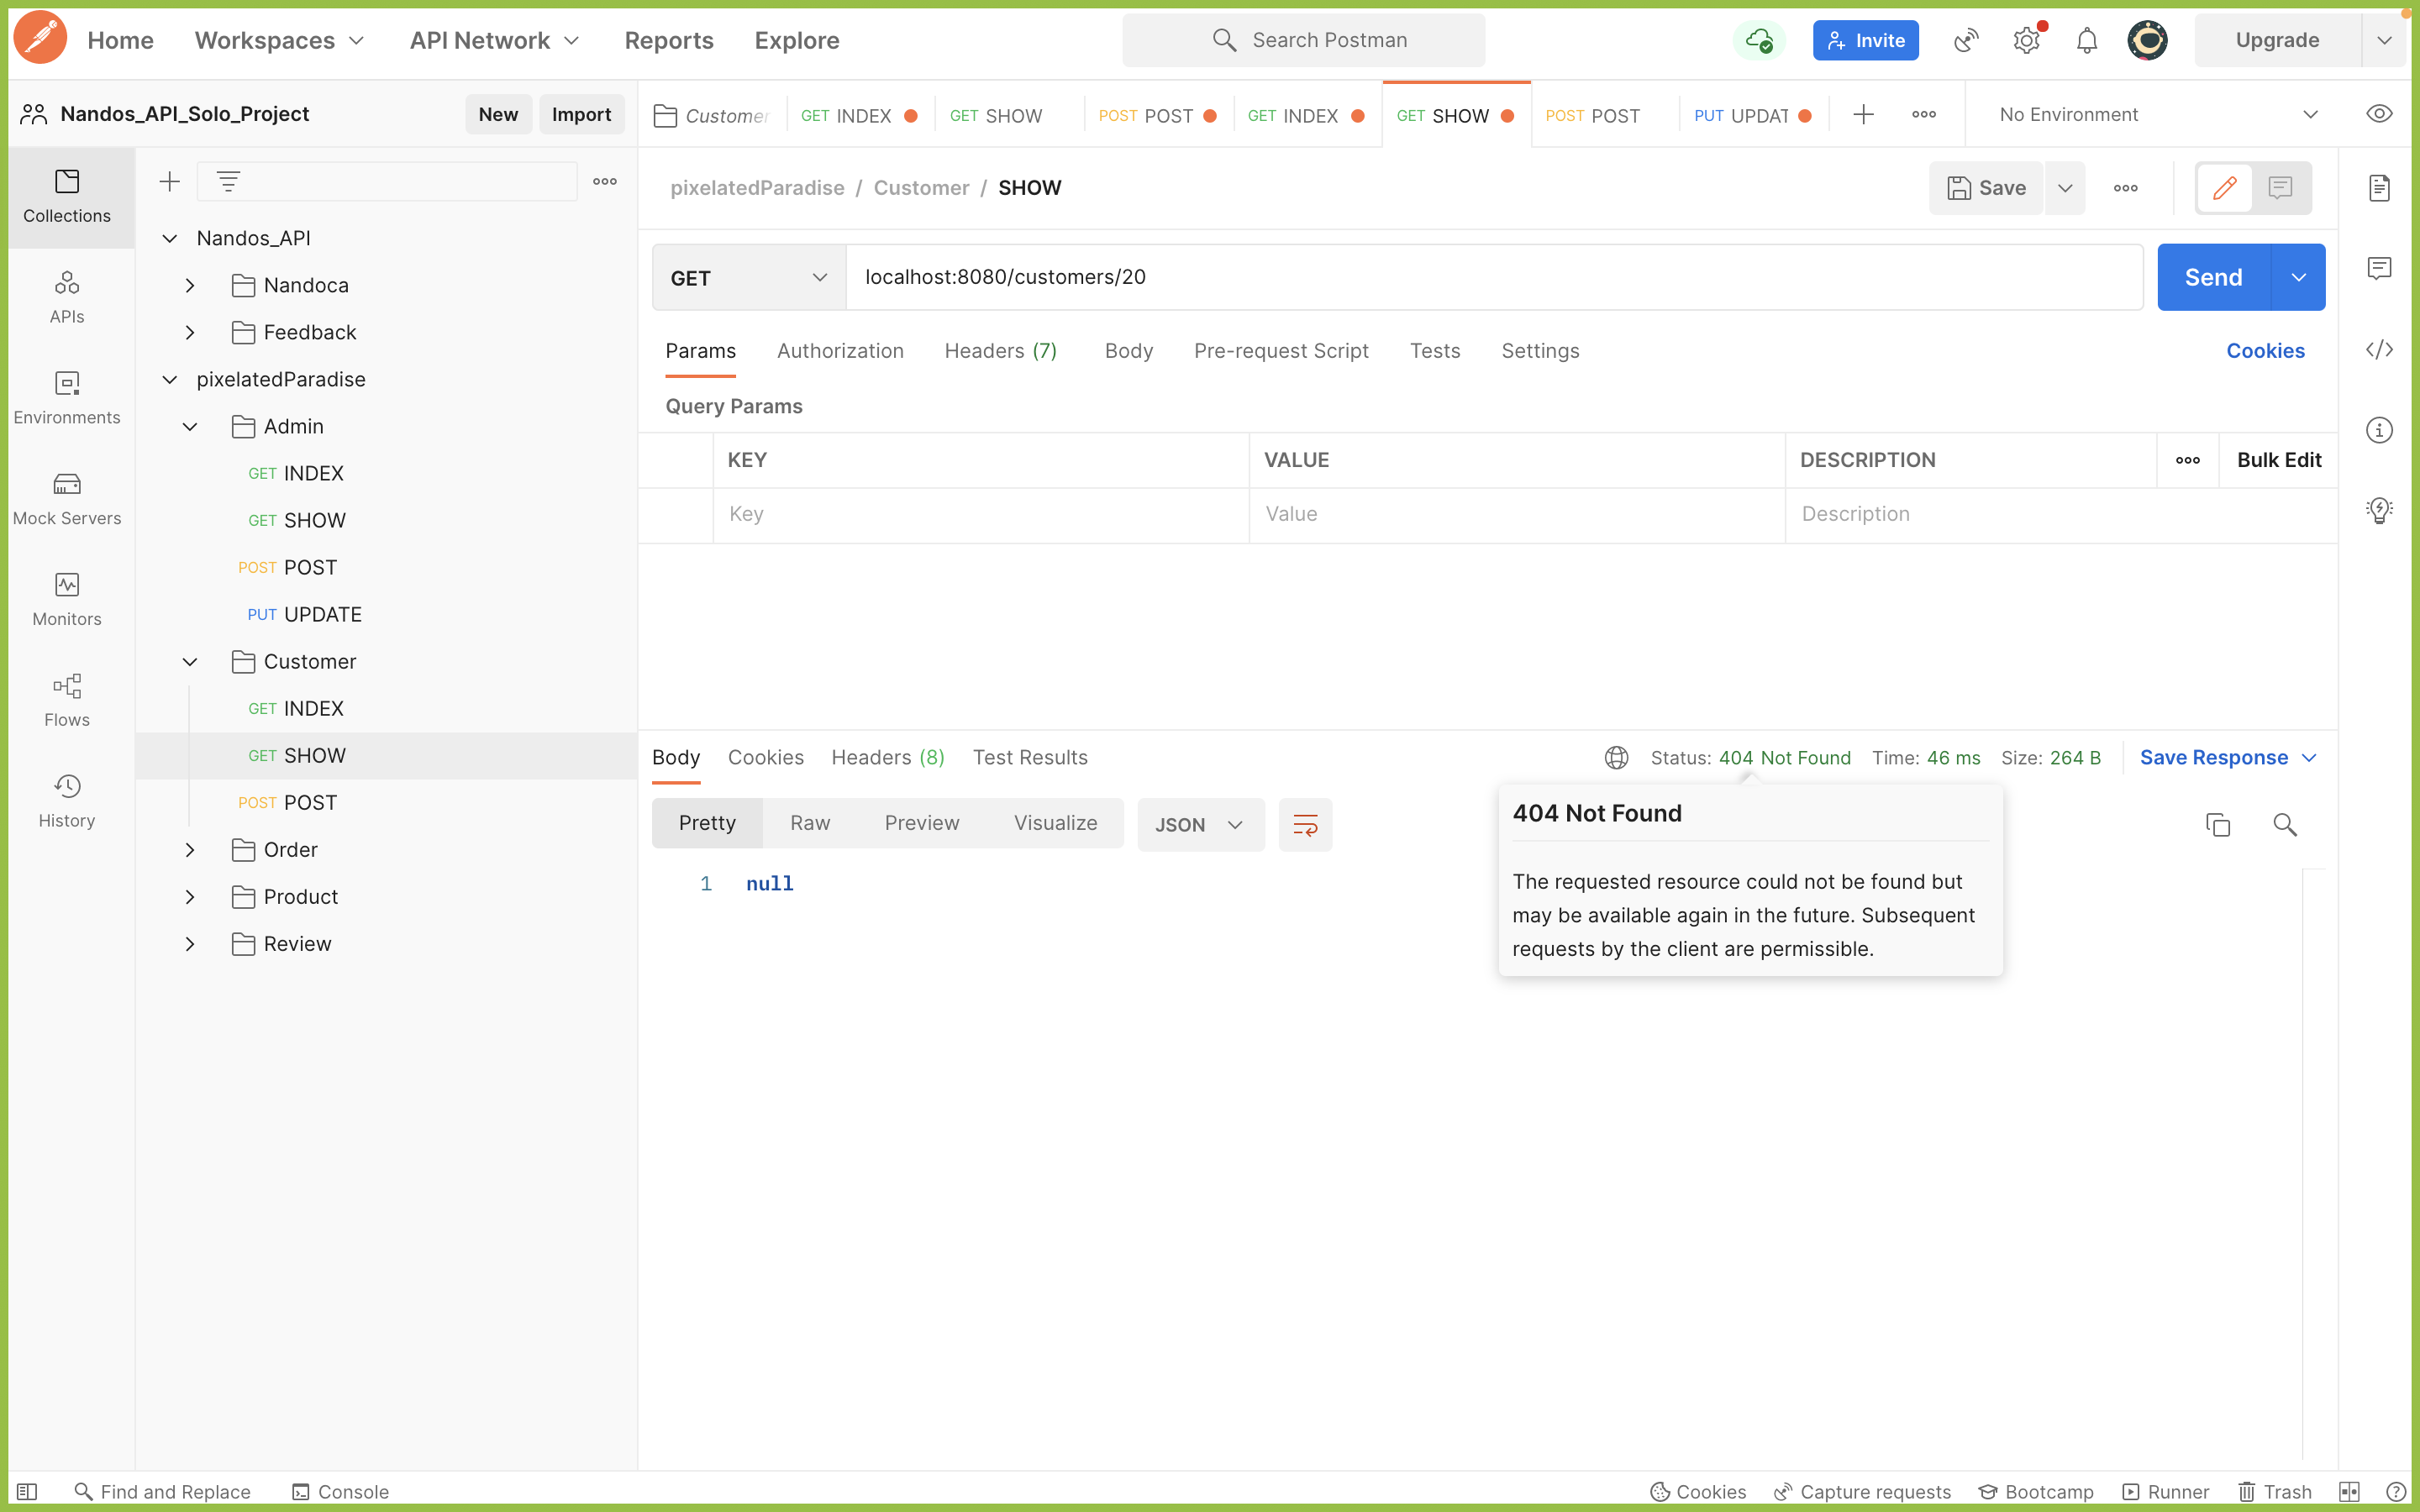 Home Workspaces API Network Reports Explore Search Postman Invite Upgrade
Nandos_API_Solo_Project New Import
Customer GET INDEX GET SHOW POST POST GET INDEX GET SHOW POST POST PUT UPDAT No Environment
Collections
APIs
Environments
Mock Servers
Monitors
Flows
History
Nandos_API
Nandoca
Feedback
pixelatedParadise
Admin
GET INDEX
GET SHOW
POST POST
PUT UPDATE
Customer
GET INDEX
GET SHOW
POST POST
Order
Product
Review
pixelatedParadise / Customer / SHOW Save
GET localhost:8080/customers/20 Send
Params Authorization Headers (7) Body Pre-request Script Tests Settings Cookies
Query Params
KEY VALUE DESCRIPTION Bulk Edit
Key Value Description
Body Cookies Headers (8) Test Results Status: 404 Not Found Time: 46 ms Size: 264 B Save Response
Pretty Raw Preview Visualize JSON
1 null
404 Not Found
The requested resource could not be found but
may be available again in the future. Subsequent
requests by the client are permissible.
Find and Replace Console Cookies Capture requests Bootcamp Runner Trash